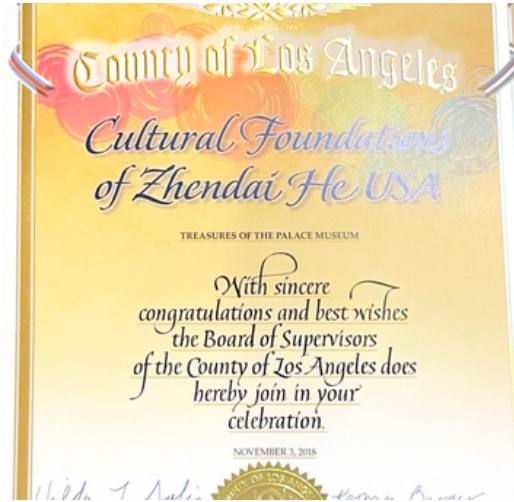 County of Los Angeles
Cultural Foundations
of Zhendai He USA
TREASURES OF THE PALACE MUSEUM
With sincere
congratulations and best wishes
the Board of Supervisors
of the County of Los Angeles does
hereby join in your
celebration.
NOVEMBER 3, 2018